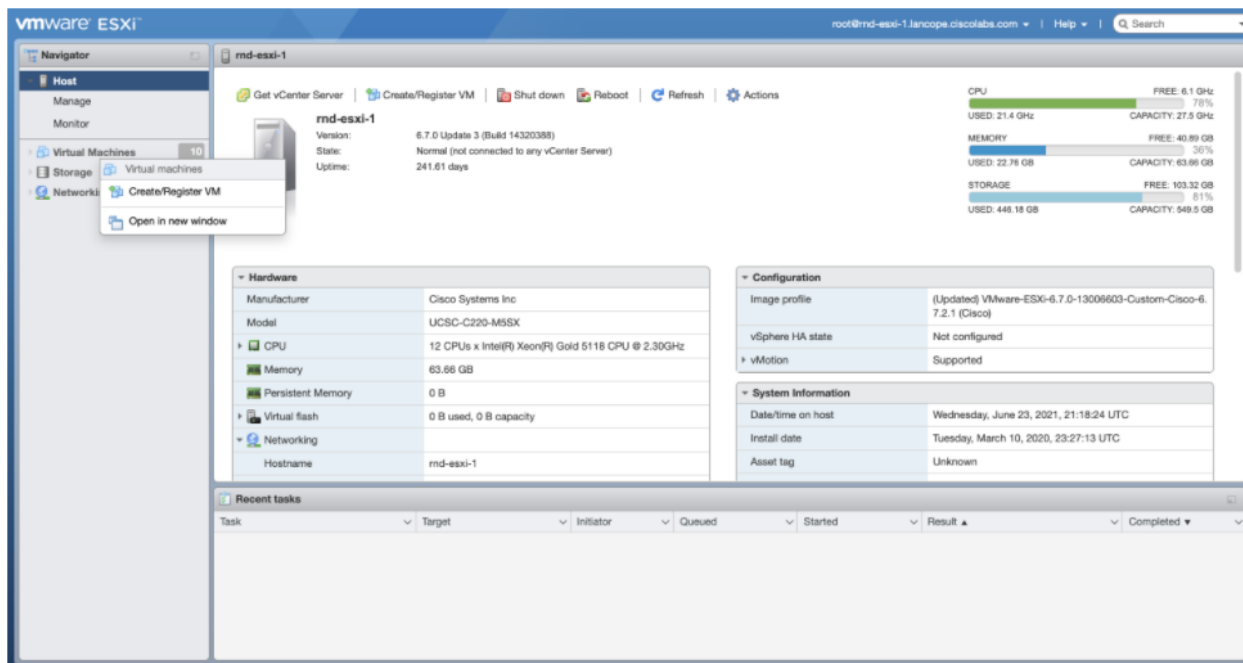 vmware ESXi
root@rnd-esxi-1.lancope.ciscolabs.com | Help | Search
Navigator
Host
Manage
Monitor
Virtual Machines 10
Storage
Networki
Virtual machines
Create/Register VM
Open in new window
rnd-esxi-1
Get vCenter Server | Create/Register VM | Shut down Reboot | Refresh | Actions
rnd-esxi-1
Version: 6.7.0 Update 3 (Build 14320388)
State: Normal (not connected to any vCenter Server)
Uptime: 241.61 days
CPU FREE: 6.1 GHz
78%
USED: 21.4 GHz CAPACITY: 27.5 GHz
MEMORY FREE: 40.89 GB
36%
USED: 22.76 GB CAPACITY: 63.66 GB
STORAGE FREE: 103.32 GB
81%
USED: 446.18 GB CAPACITY: 549.5 GB
Hardware
Manufacturer Cisco Systems Inc
Model UCSC-C220-M5SX
CPU 12 CPUs x Intel(R) Xeon(R) Gold 5118 CPU @ 2.30GHz
Memory 63.66 GB
Persistent Memory 0 B
Virtual flash 0 B used, 0 B capacity
Networking
Hostname rnd-esxi-1
Configuration
Image profile (Updated) VMware-ESXi-6.7.0-13006603-Custom-Cisco-6.
7.2.1 (Cisco)
vSphere HA state Not configured
vMotion Supported
System Information
Date/time on host Wednesday, June 23, 2021, 21:18:24 UTC
Install date Tuesday, March 10, 2020, 23:27:13 UTC
Asset tag Unknown
Recent tasks
Task Target Initiator Queued Started Result Completed